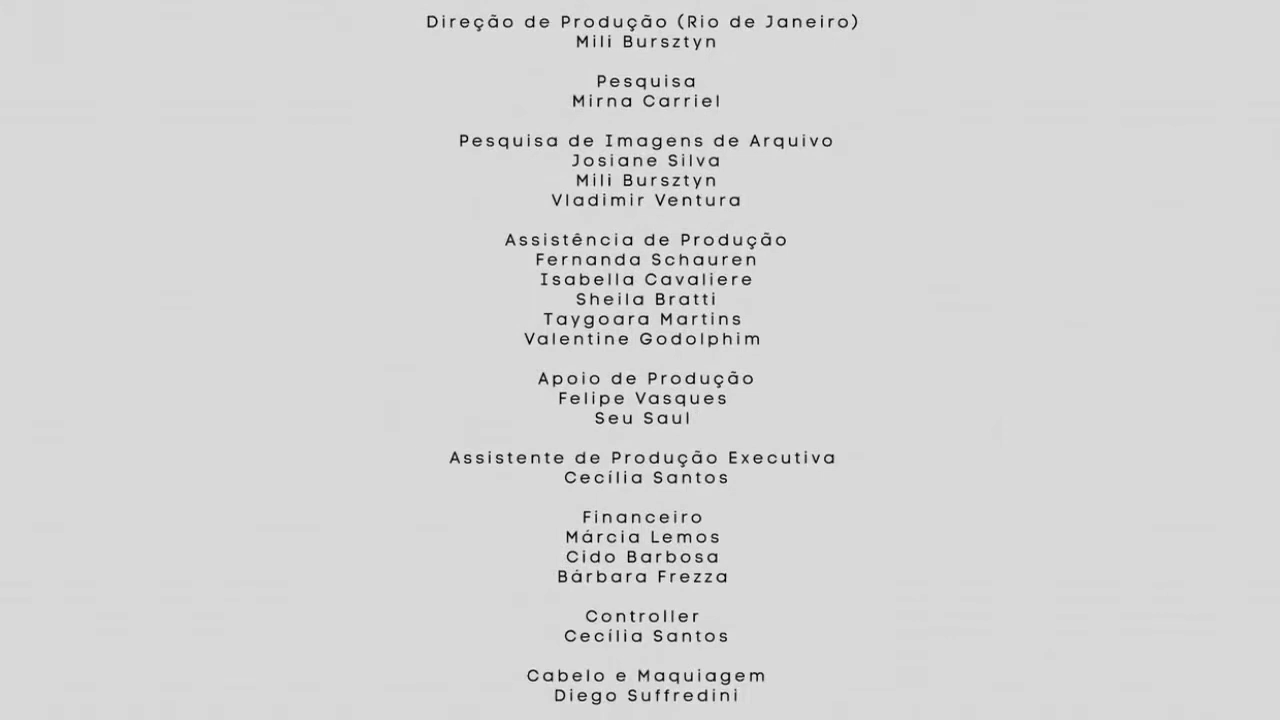 Direção de Produção (Rio de Janeiro)
Mili Bursztyn
Pesquisa
Mirna Carriel
Pesquisa de Imagens de Arquivo
Josiane Silva
Mili Bursztyn
Vladimir Ventura
Assistência de Produção
Fernanda Schauren
Isabella Cavaliere
Sheila Bratti
Taygoara Martins
Valentine Godolphim
Apoio de Produção
Felipe Vasques
Seu Saul
Assistente de Produção Executiva
Cecília Santos
Financeiro
Márcia Lemos
Cido Barbosa
Bárbara Frezza
Controller
Cecília Santos
Cabelo e Maquiagem
Diego Suffredini